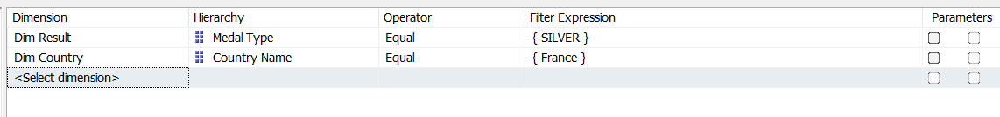 Dimension Hierarchy Operator Filter Expression Parameters
Dim Result Medal Type Equal { SILVER }
Dim Country Country Name Equal { France }
<Select dimension>